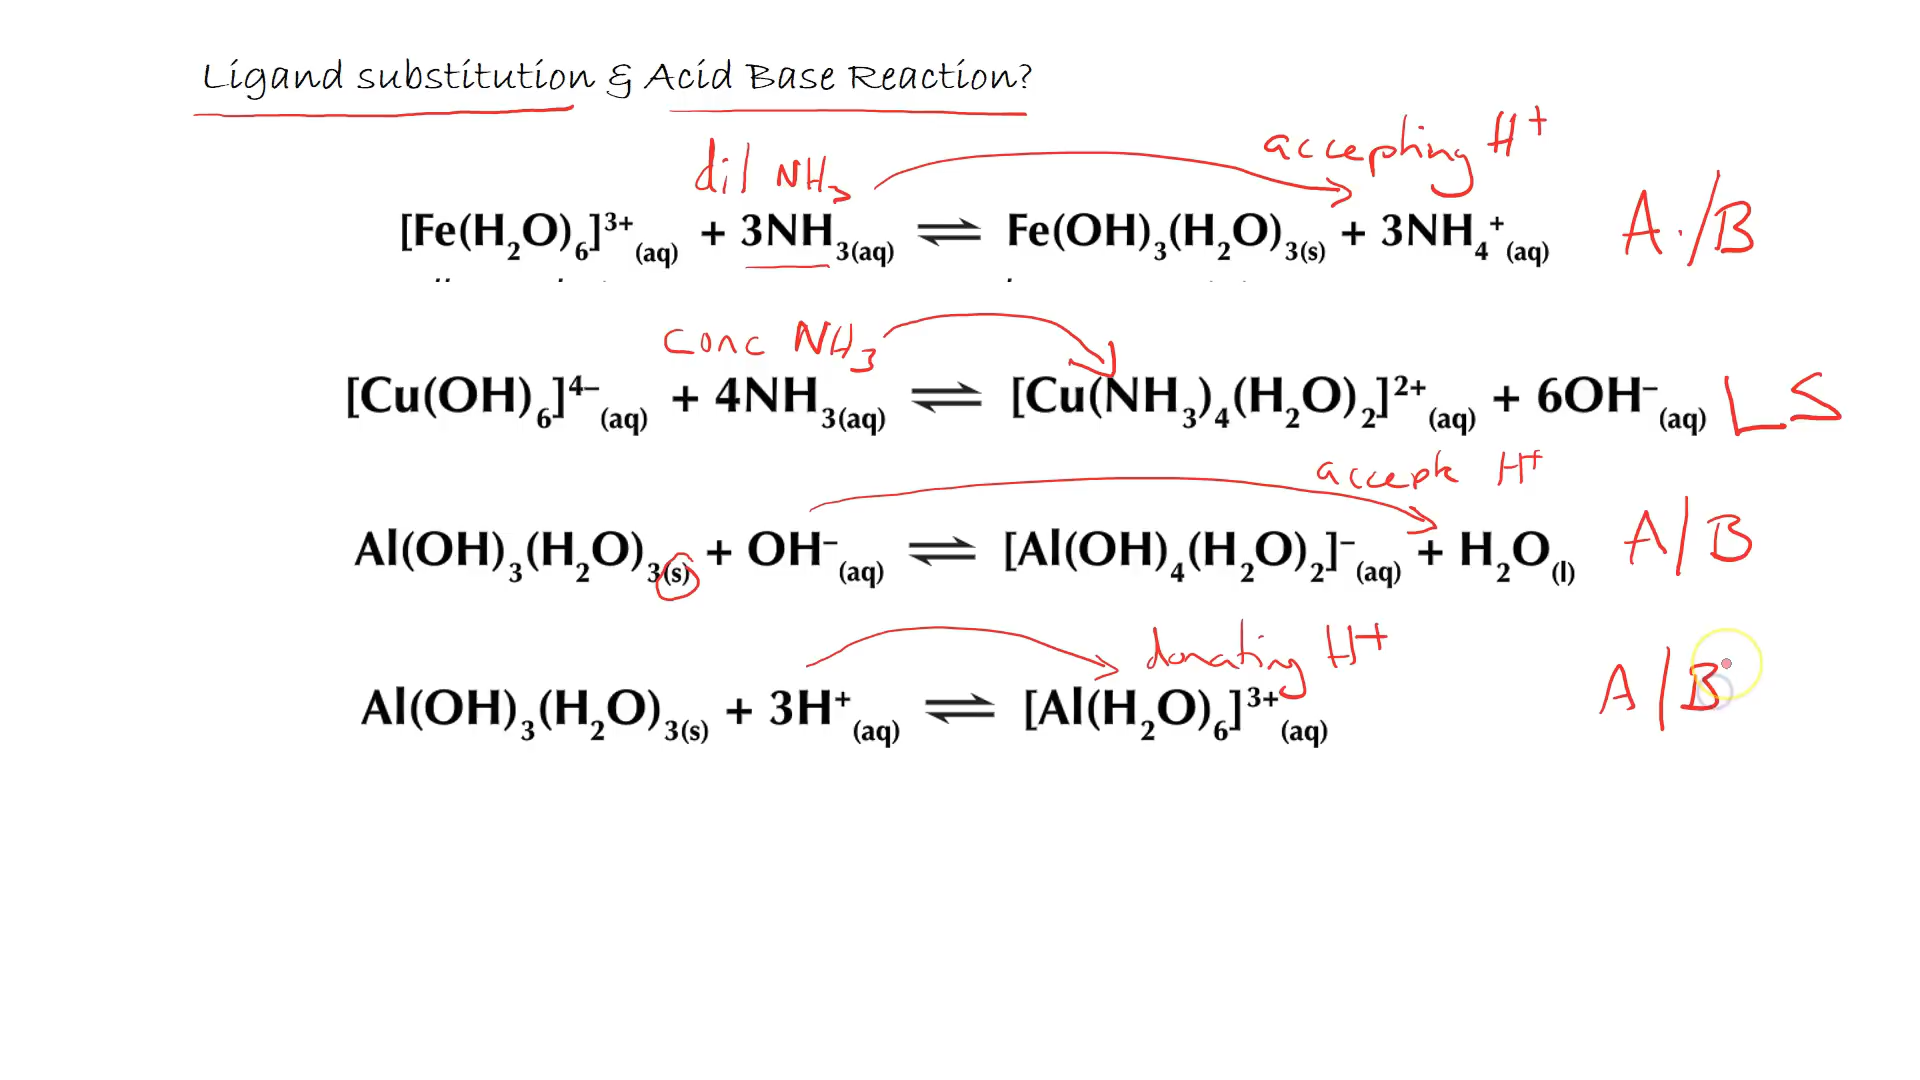 Ligand substitution & Acid Base Reaction?
dil NH₃ accepting H⁺
[Fe(H₂O)₆]³⁺(aq) + 3NH₃(aq) ⇌ Fe(OH)₃(H₂O)₃(s) + 3NH₄⁺(aq) A./B
conc NH₃
[Cu(OH)₆]⁴⁻(aq) + 4NH₃(aq) ⇌ [Cu(NH₃)₄(H₂O)₂]²⁺(aq) + 6OH⁻(aq) LS
accept H⁺
Al(OH)₃(H₂O)₃(s) + OH⁻(aq) ⇌ [Al(OH)₄(H₂O)₂]⁻(aq) + H₂O(l) A/B
donating H⁺
Al(OH)₃(H₂O)₃(s) + 3H⁺(aq) ⇌ [Al(H₂O)₆]³⁺(aq) A/B